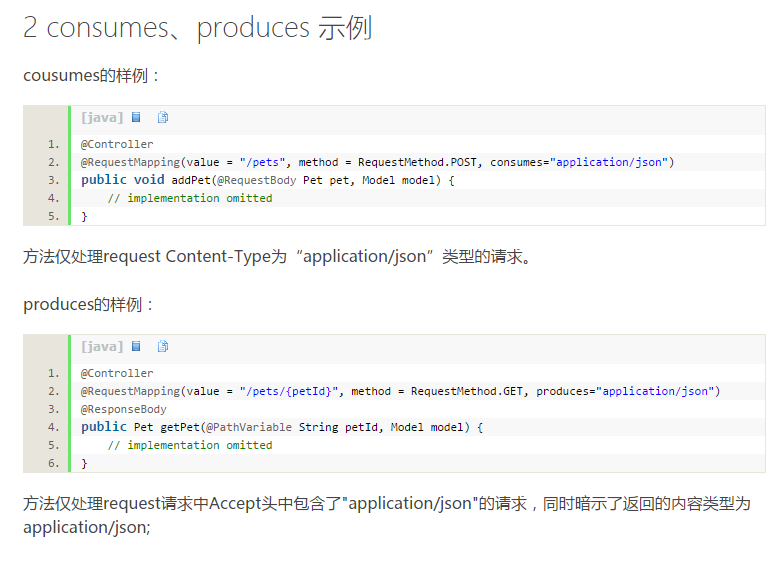 2 consumes、produces 示例
cousumes的样例：
[java]
1. @Controller
2. @RequestMapping(value = "/pets", method = RequestMethod.POST, consumes="application/json")
3. public void addPet(@RequestBody Pet pet, Model model) {
4. // implementation omitted
5. }
方法仅处理request Content-Type为“application/json”类型的请求。
produces的样例：
[java]
1. @Controller
2. @RequestMapping(value = "/pets/{petId}", method = RequestMethod.GET, produces="application/json")
3. @ResponseBody
4. public Pet getPet(@PathVariable String petId, Model model) {
5. // implementation omitted
6. }
方法仅处理request请求中Accept头中包含了"application/json"的请求，同时暗示了返回的内容类型为
application/json;